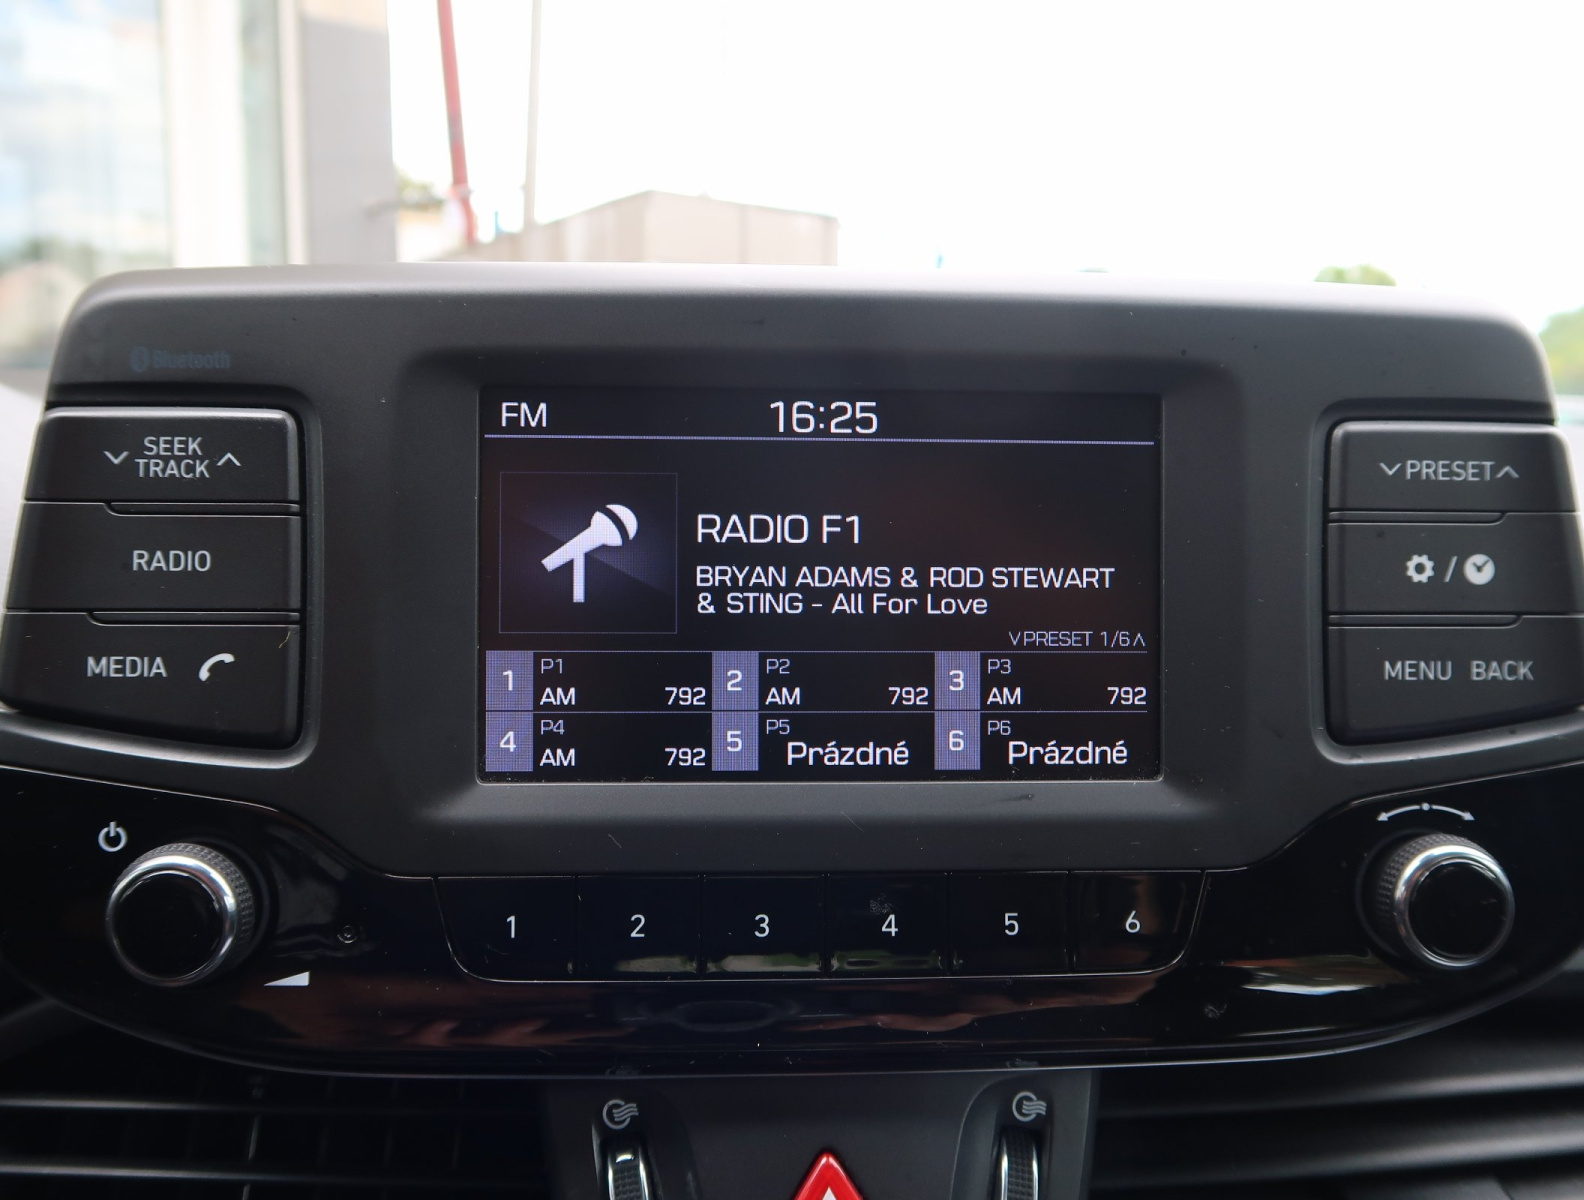 Bluetooth
SEEK
TRACK
RADIO
MEDIA
FM 16:25
RADIO F1
BRYAN ADAMS & ROD STEWART
& STING - All For Love
PRESET 1/6
1 P1 AM 792
2 P2 AM 792
3 P3 AM 792
4 P4 AM 792
5 P5 Prázdné
6 P6 Prázdné
PRESET
/
MENU BACK
1 2 3 4 5 6